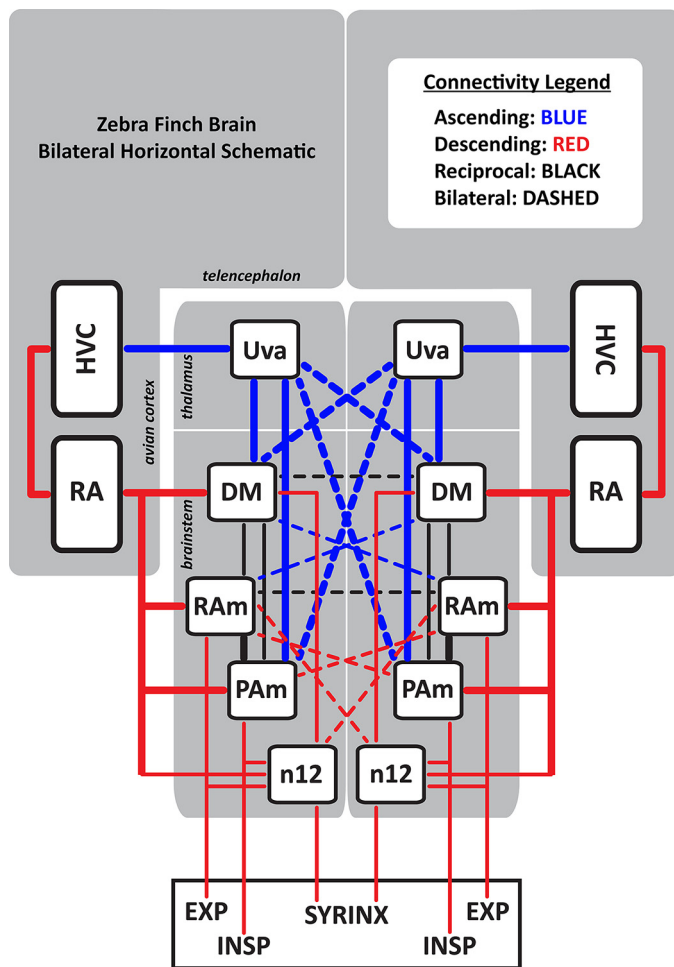 Zebra Finch Brain
Bilateral Horizontal Schematic
Connectivity Legend
Ascending: BLUE
Descending: RED
Reciprocal: BLACK
Bilateral: DASHED
telencephalon
HVC
Uva
Uva
HVC
thalamus
avian cortex
RA
DM
DM
RA
brainstem
RAm
RAm
PAm
PAm
n12
n12
EXP
SYRINX
EXP
INSP
INSP